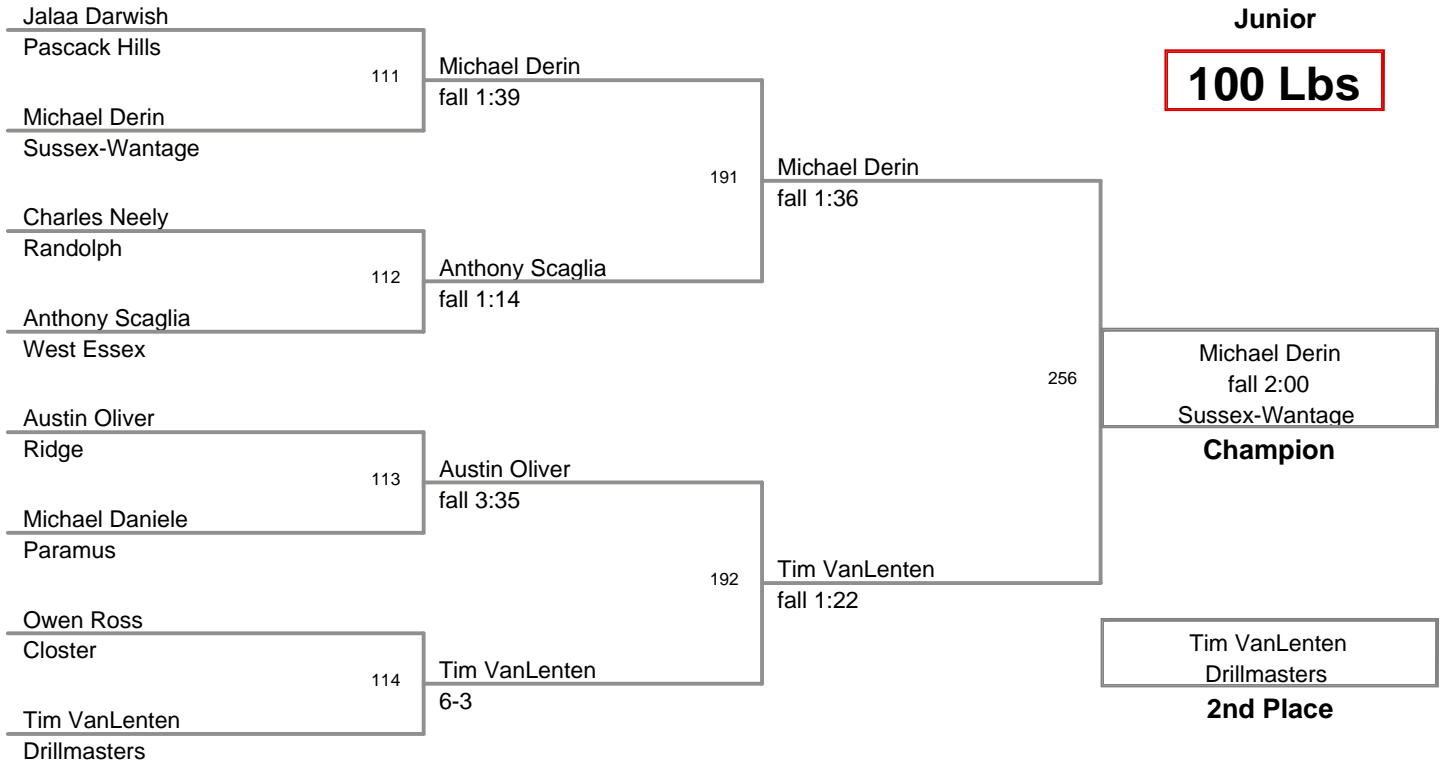 Jalaa Darwish
Pascack Hills
111
Michael Derin
Sussex-Wantage
Michael Derin
fall 1:39
Charles Neely
Randolph
112
Anthony Scaglia
West Essex
Anthony Scaglia
fall 1:14
191
Michael Derin
fall 1:36
Austin Oliver
Ridge
113
Michael Daniele
Paramus
Austin Oliver
fall 3:35
Owen Ross
Closter
114
Tim VanLenten
Drillmasters
Tim VanLenten
6-3
192
Tim VanLenten
fall 1:22
256
Junior
100 Lbs
Michael Derin
fall 2:00
Sussex-Wantage
Champion
Tim VanLenten
Drillmasters
2nd Place